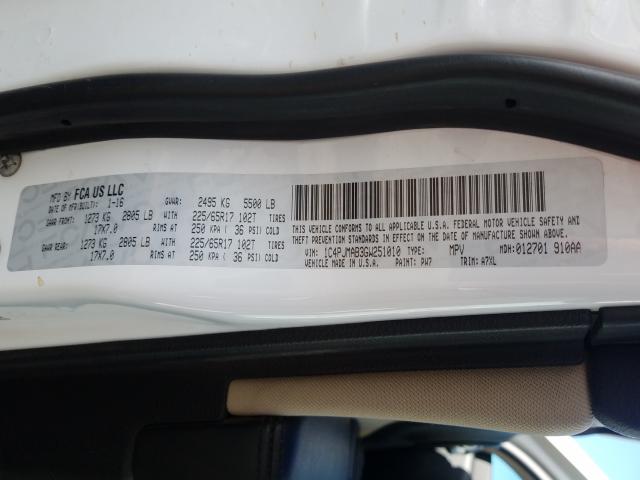 MFD BY FCA US LLC
DATE OF MFG(BUILT): 1-16 GVWR: 2495 KG 5500 LB
GAWR FRONT: 1273 KG 2805 LB WITH 225/65R17 102T TIRES
17X7.0 RIMS AT 250 KPA ( 36 PSI) COLD
GAWR REAR: 1273 KG 2805 LB WITH 225/65R17 102T TIRES
17X7.0 RIMS AT 250 KPA ( 36 PSI) COLD
THIS VEHICLE CONFORMS TO ALL APPLICABLE U.S.A. FEDERAL MOTOR VEHICLE SAFETY AND
THEFT PREVENTION STANDARDS IN EFFECT ON THE DATE OF MANUFACTURE SHOWN ABOVE.
VIN: 1C4PJMAB3GW251010 TYPE: MPV MDH: 012701 910AA
VEHICLE MADE IN U.S.A. PAINT: PW7 TRIM: A7XL